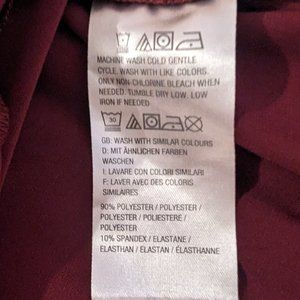 MACHINE WASH COLD GENTLE
CYCLE. WASH WITH LIKE COLORS.
ONLY NON-CHLORINE BLEACH WHEN
NEEDED. TUMBLE DRY LOW. LOW
IRON IF NEEDED.
30
GB: WASH WITH SIMILAR COLOURS
D: MIT ÄHNLICHEN FARBEN
WASCHEN
I: LAVARE CON COLORI SIMILARI
F: LAVER AVEC DES COLORIS
SIMILAIRES
90% POLYESTER / POLYESTER /
POLYESTER / POLIESTERE /
POLYESTER
10% SPANDEX / ELASTANE /
ELASTHAN / ELASTAN / ÉLASTHANNE